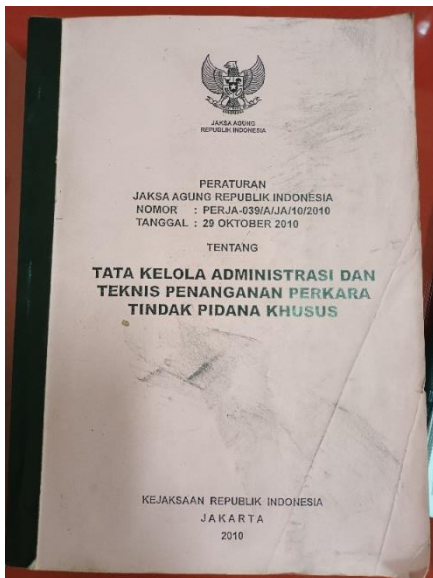 JAKSA AGUNG
REPUBLIK INDONESIA
PERATURAN
JAKSA AGUNG REPUBLIK INDONESIA
NOMOR : PERJA-039/A/JA/10/2010
TANGGAL : 29 OKTOBER 2010
TENTANG
TATA KELOLA ADMINISTRASI DAN
TEKNIS PENANGANAN PERKARA
TINDAK PIDANA KHUSUS
KEJAKSAAN REPUBLIK INDONESIA
JAKARTA
2010